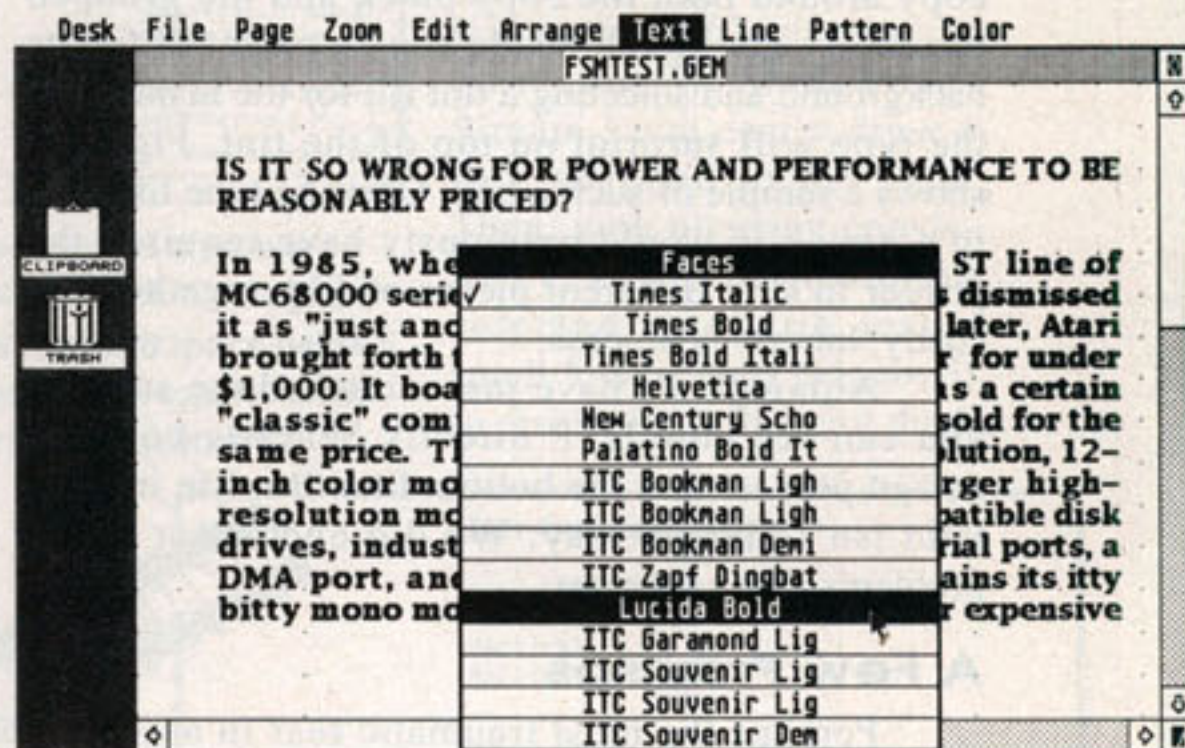 Desk File Page Zoom Edit Arrange Text Line Pattern Color
FSMTEST.GEM
IS IT SO WRONG FOR POWER AND PERFORMANCE TO BE
REASONABLY PRICED?
CLIPBOARD
TRASH
In 1985, whe ST line of
MC68000 serie s dismissed
it as "just ano later, Atari
brought forth t r for under
$1,000. It boa as a certain
"classic" com sold for the
same price. Th olution, 12-
inch color mo rger high-
resolution mo patible disk
drives, indust rial ports, a
DMA port, and ains its itty
bitty mono mo r expensive
Faces
✓ Times Italic
Times Bold
Times Bold Itali
Helvetica
New Century Scho
Palatino Bold It
ITC Bookman Ligh
ITC Bookman Ligh
ITC Bookman Demi
ITC Zapf Dingbat
Lucida Bold
ITC Garamond Lig
ITC Souvenir Lig
ITC Souvenir Lig
ITC Souvenir Dem